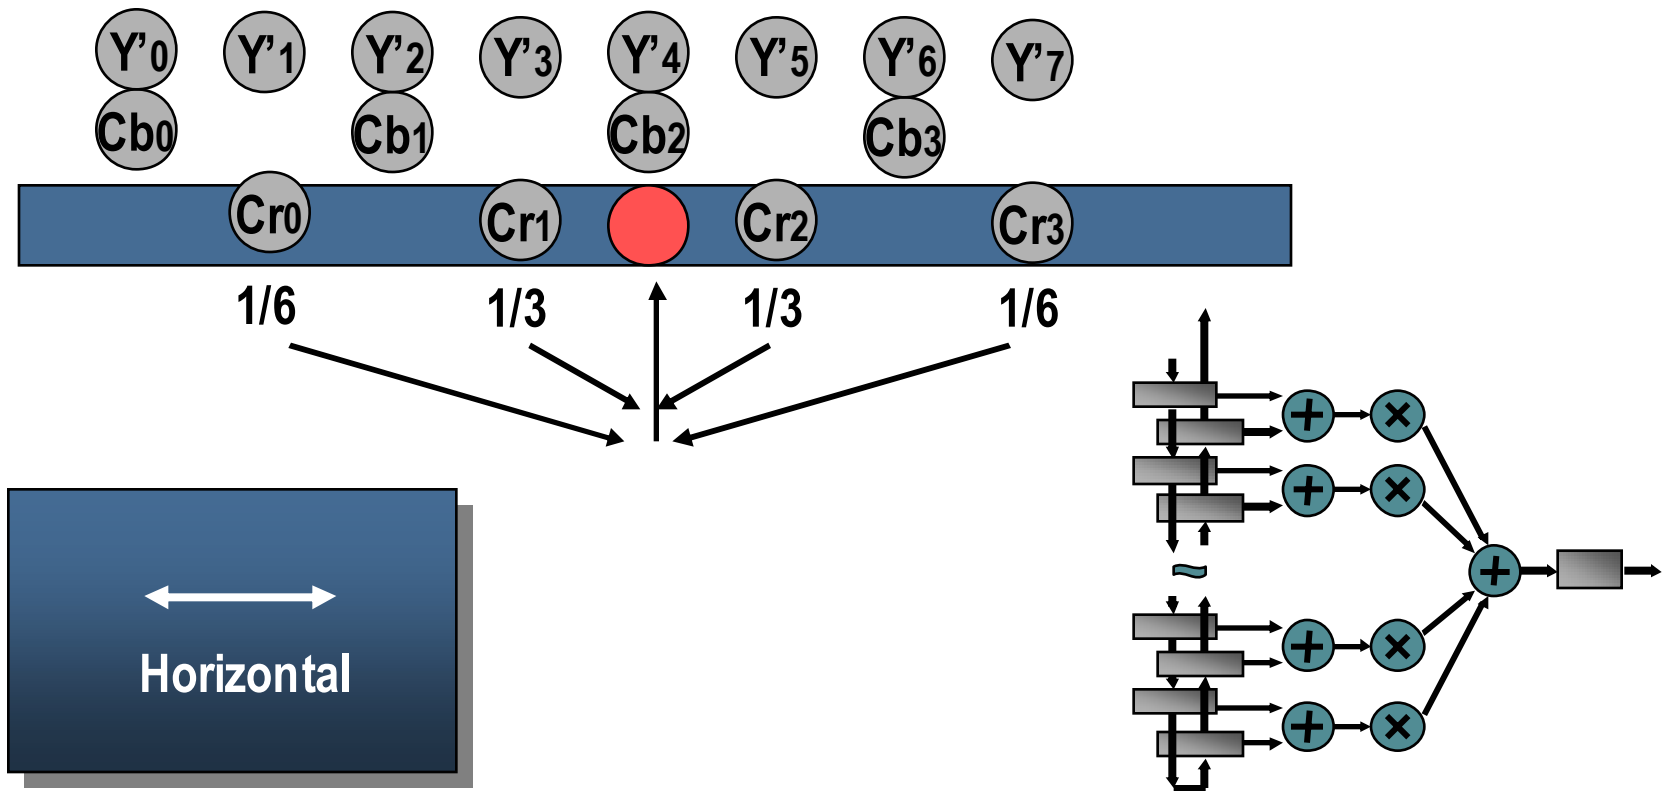 Y’0 Y’1 Y’2 Y’3 Y’4 Y’5 Y’6 Y’7
Cb0 Cb1 Cb2 Cb3
Cr0 Cr1 Cr2 Cr3
1/6 1/3 1/3 1/6
Horizontal